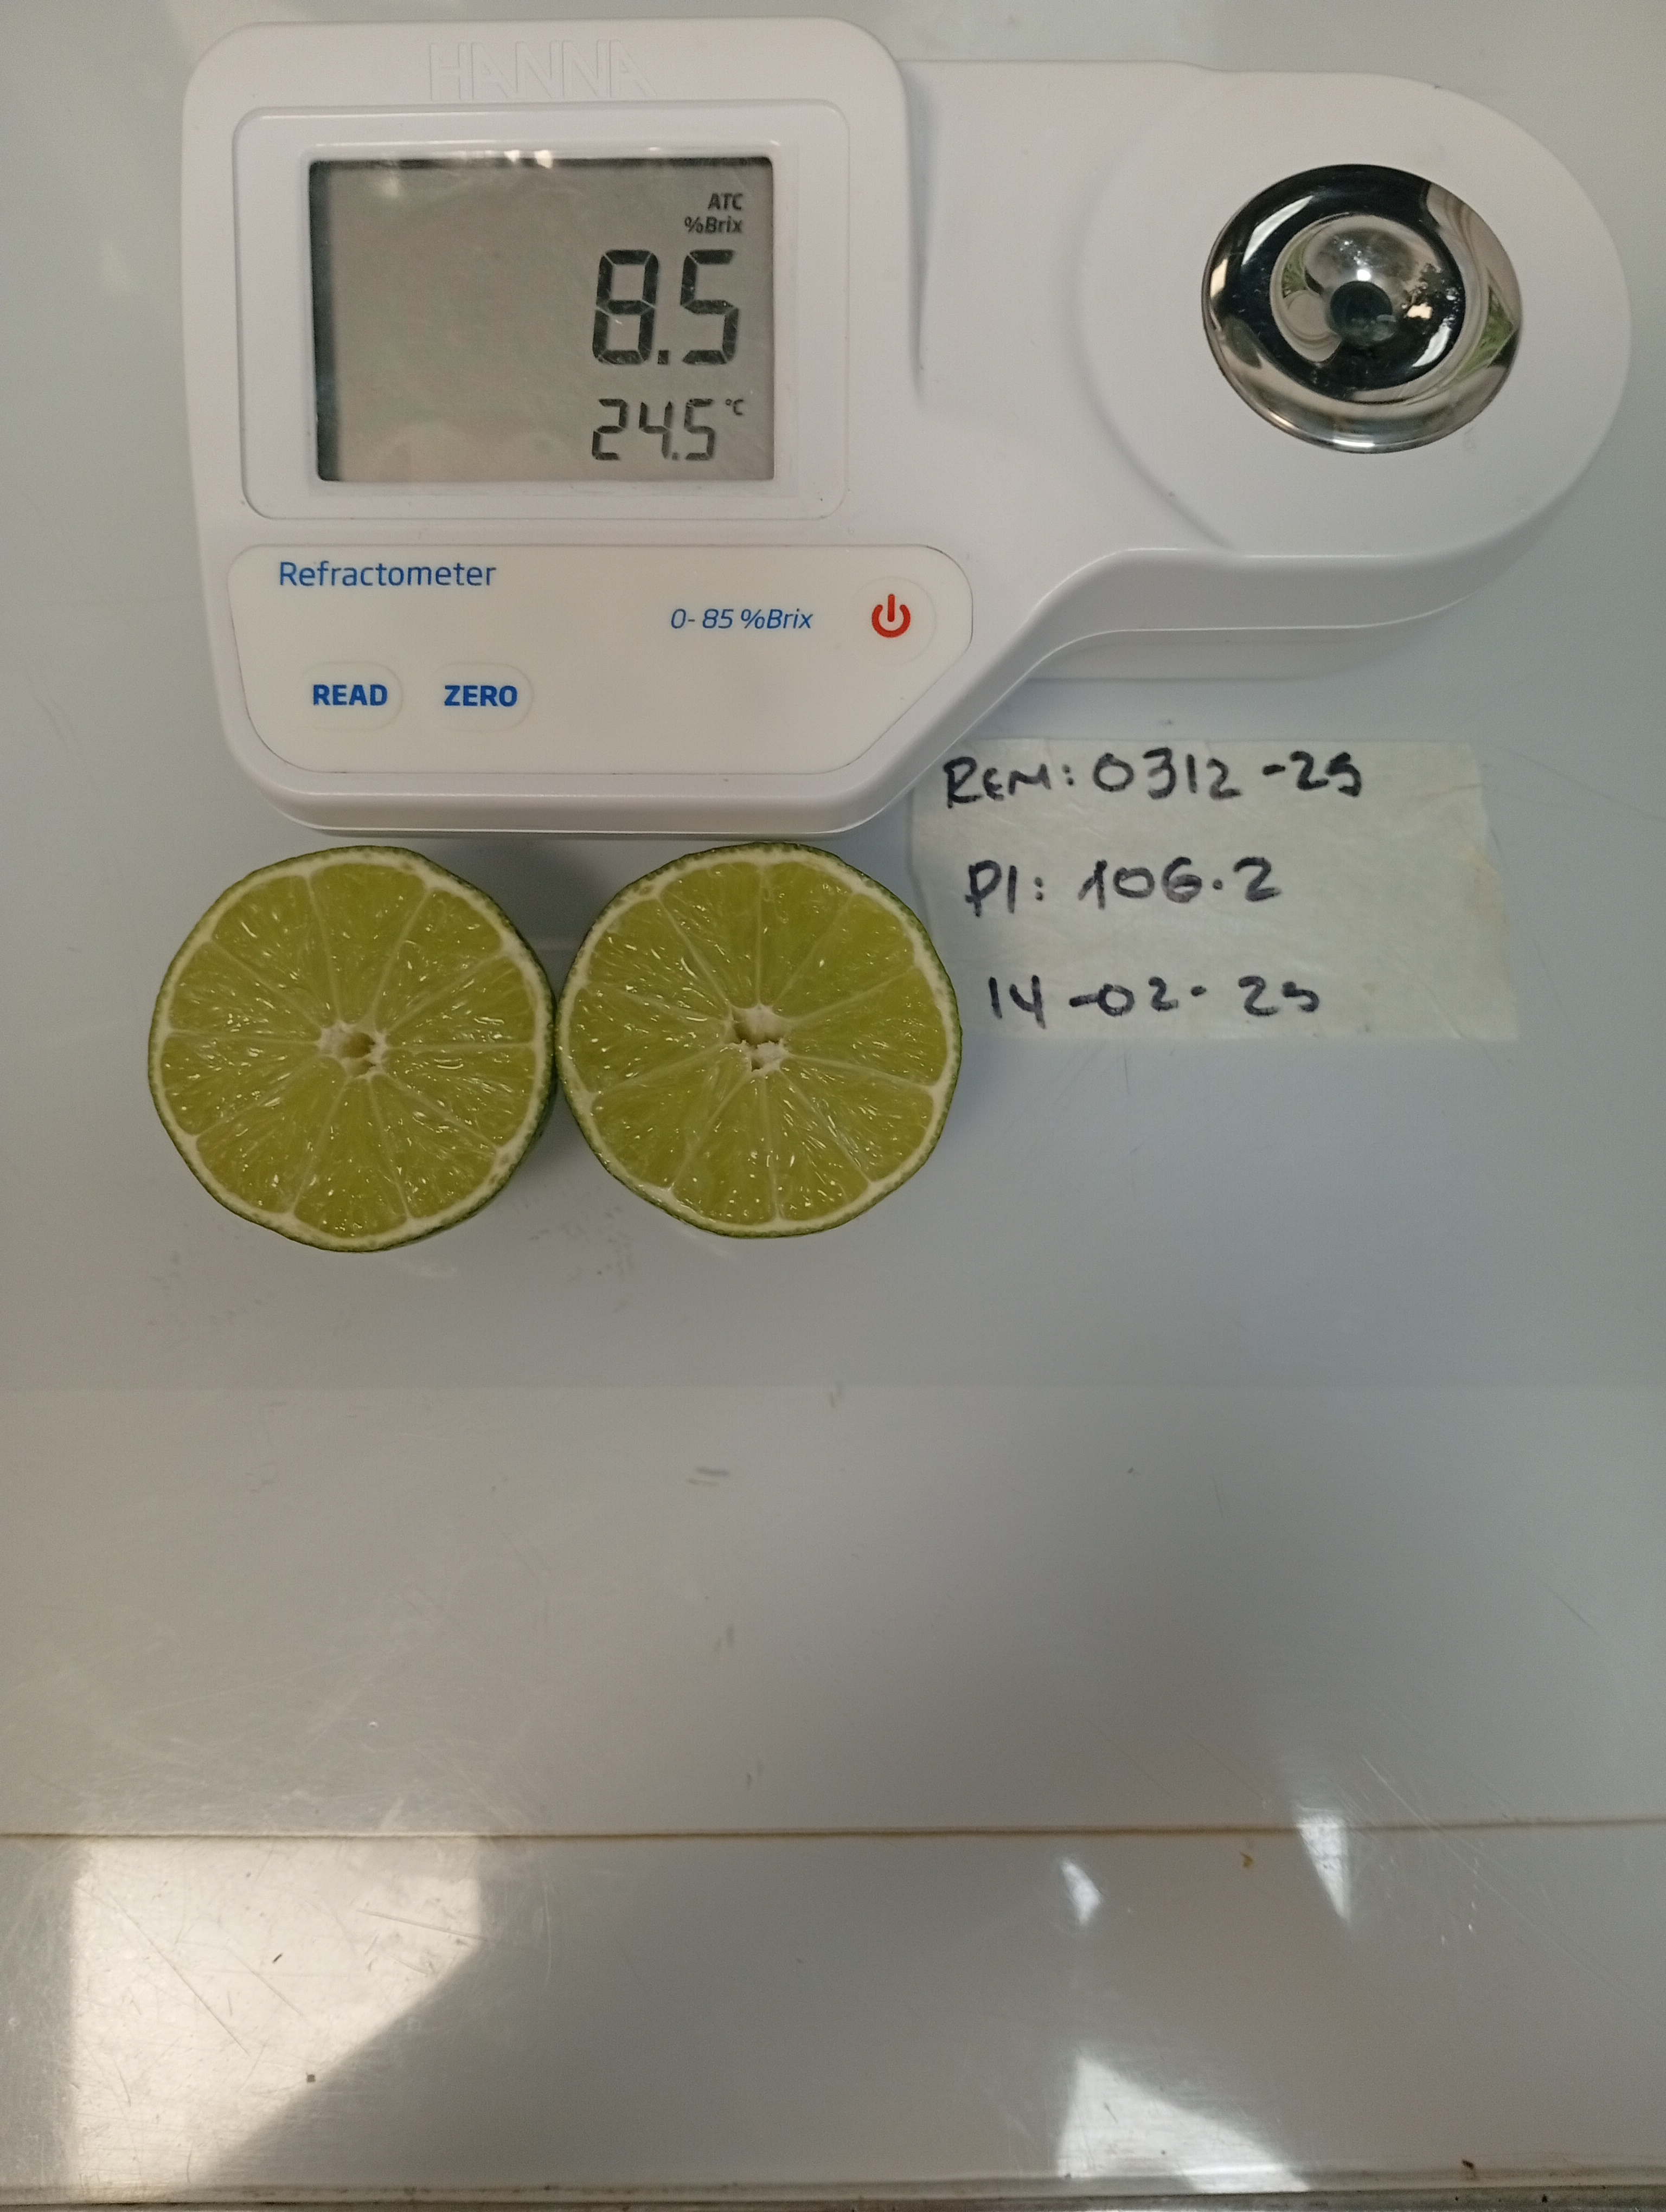 HANNA
ATC
%Brix
8.5
24.5 °C
Refractometer
0-85 %Brix
READ ZERO
REM: 0312-25
PI: 106.2
14-02-25